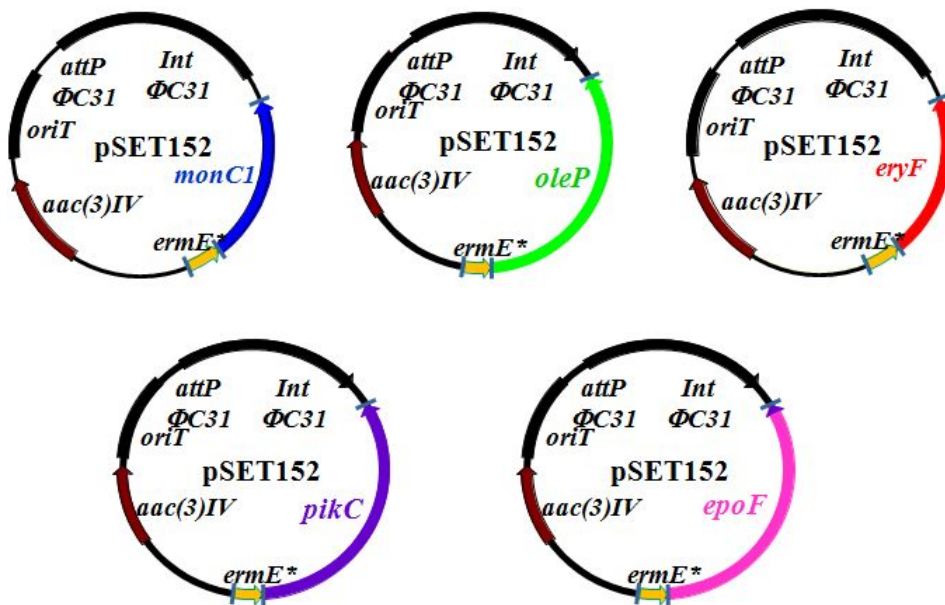 attP Int
ΦC31 ΦC31
oriT
pSET152
monC1
aac(3)IV
ermE*
attP Int
ΦC31 ΦC31
oriT
pSET152
aac(3)IV oleP
ermE*
attP Int
ΦC31 ΦC31
oriT
pSET152
eryF
aac(3)IV
ermE*
attP Int
ΦC31 ΦC31
oriT
pSET152
aac(3)IV pikC
ermE*
attP Int
ΦC31 ΦC31
oriT
pSET152
aac(3)IV epoF
ermE*